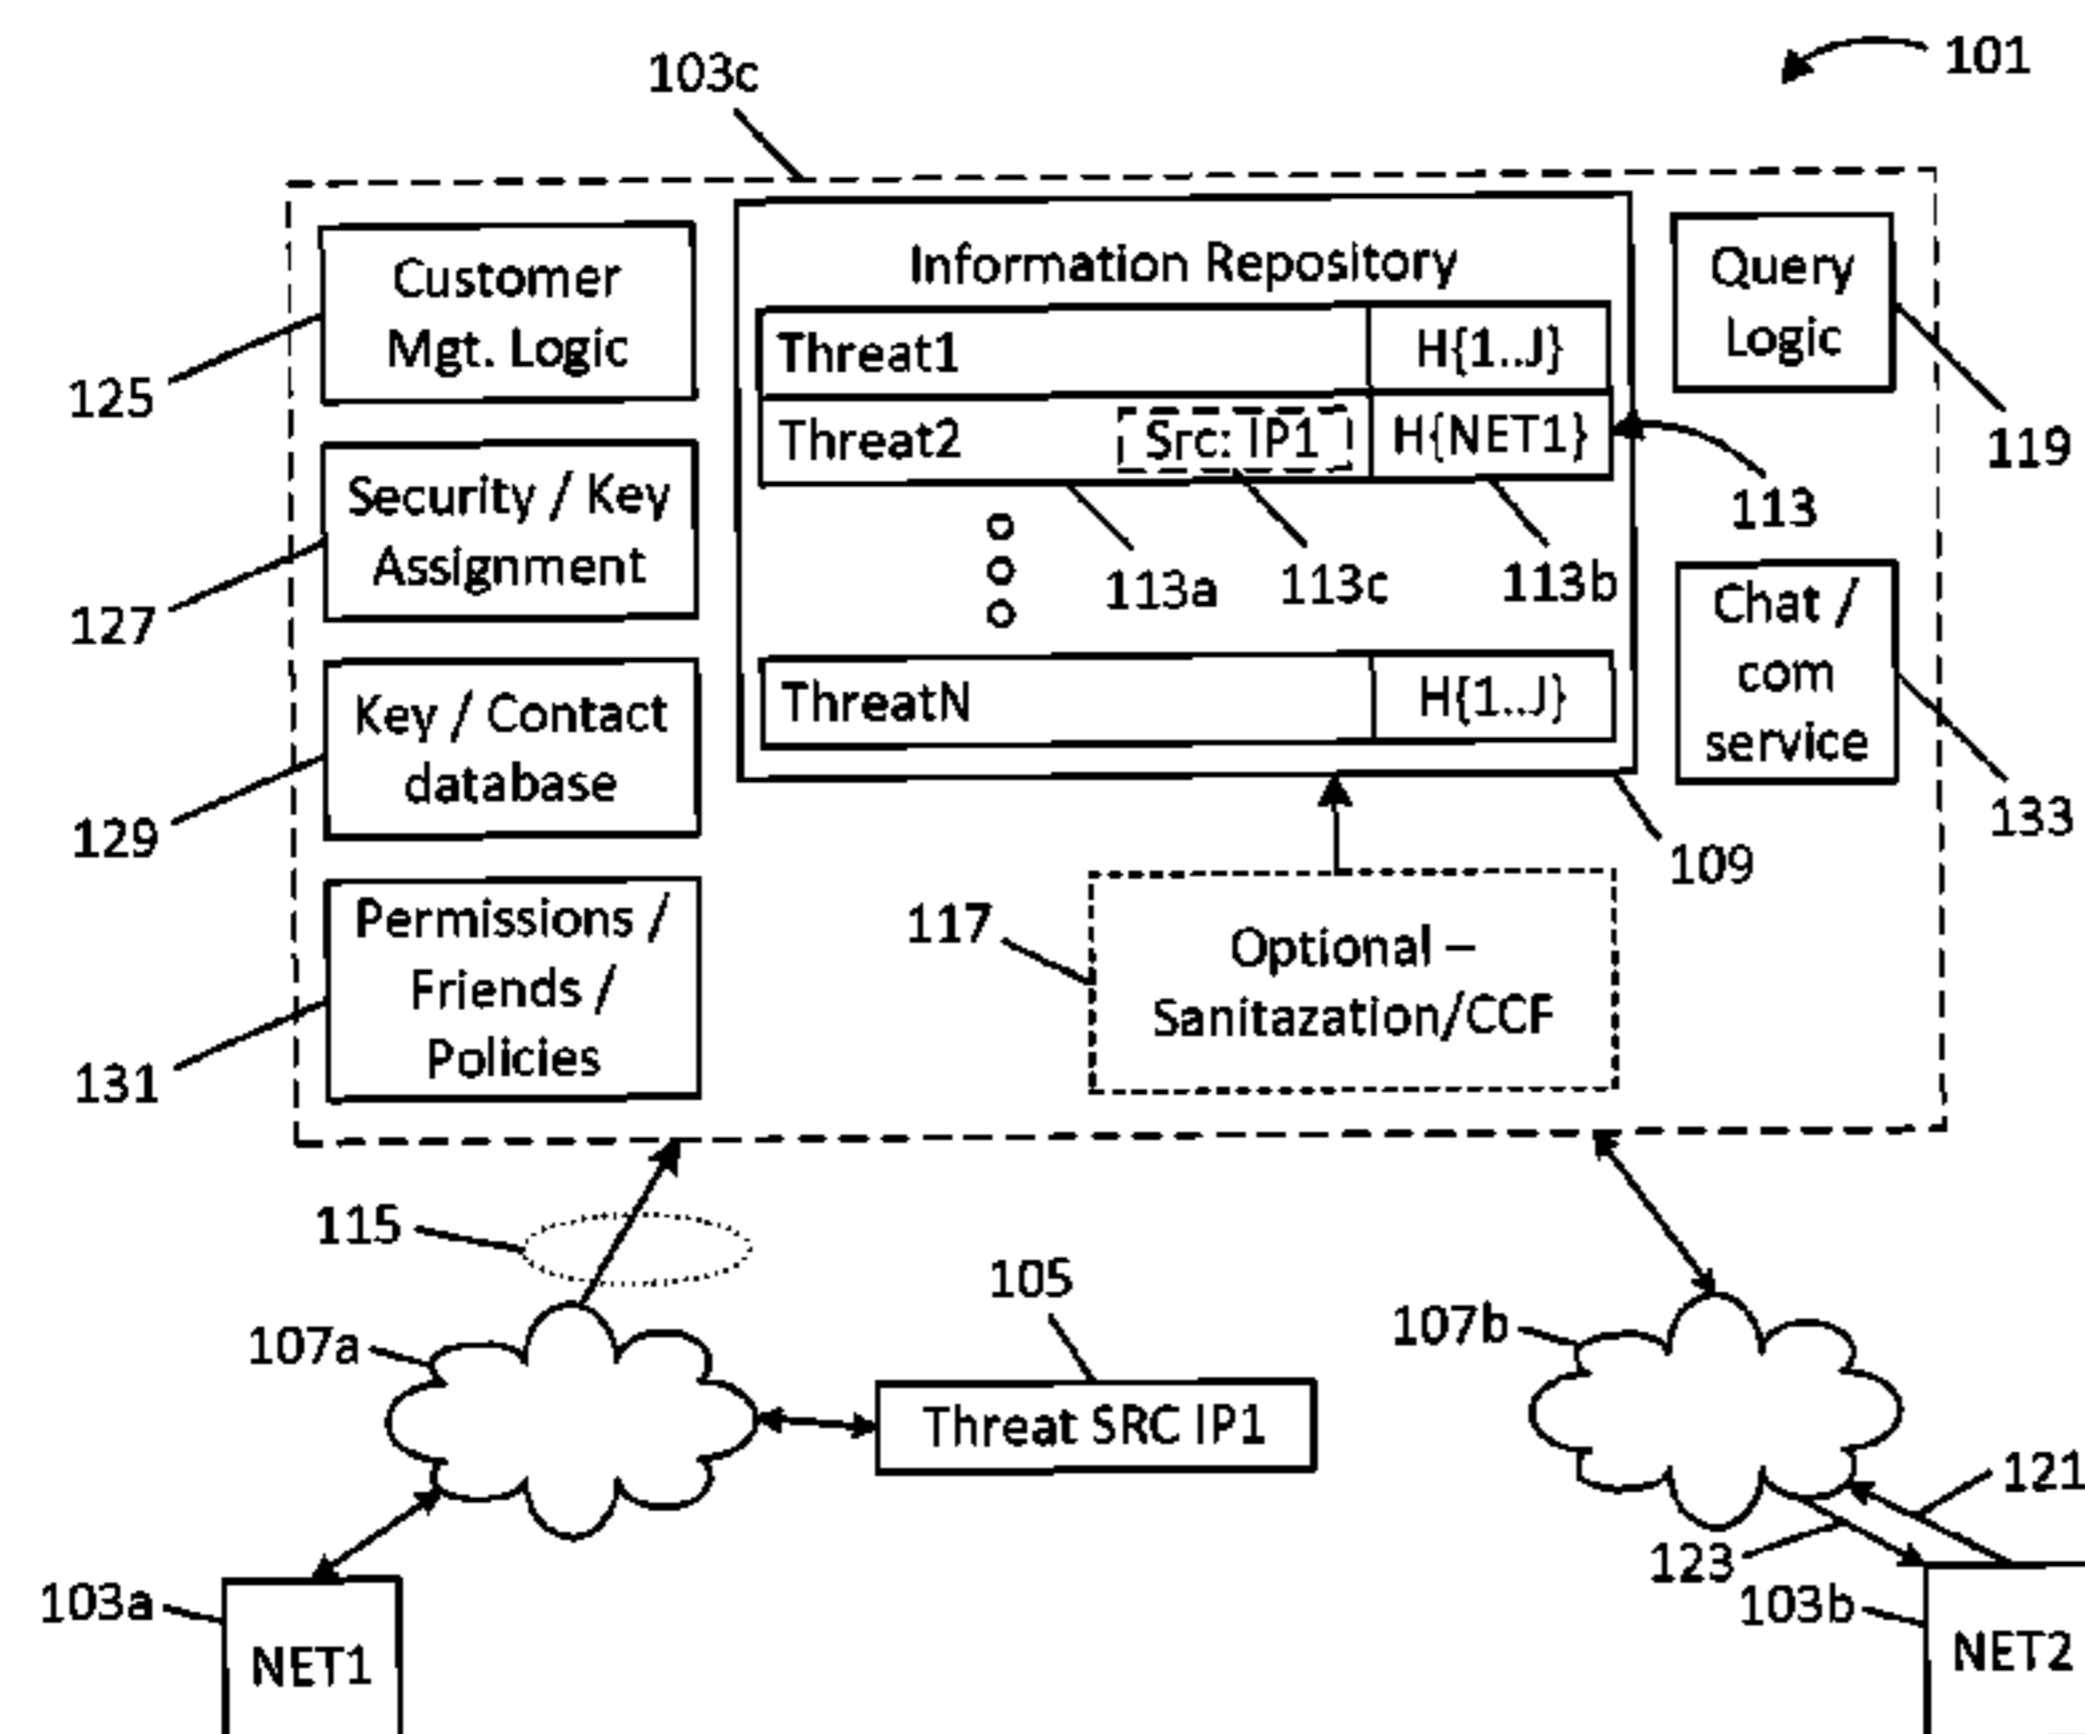 101
103c
Customer
Mgt. Logic
125
Security / Key
Assignment
127
Key / Contact
database
129
Permissions /
Friends /
Policies
131
Information Repository
Threat1
H{1..J}
Threat2
Src: IP1
H{NET1}
113
113a
113c
113b
ThreatN
H{1..J}
109
Query
Logic
119
Chat /
com
service
133
117
Optional –
Sanitazation/CCF
115
107a
105
Threat SRC IP1
107b
121
123
103a
NET1
103b
NET2